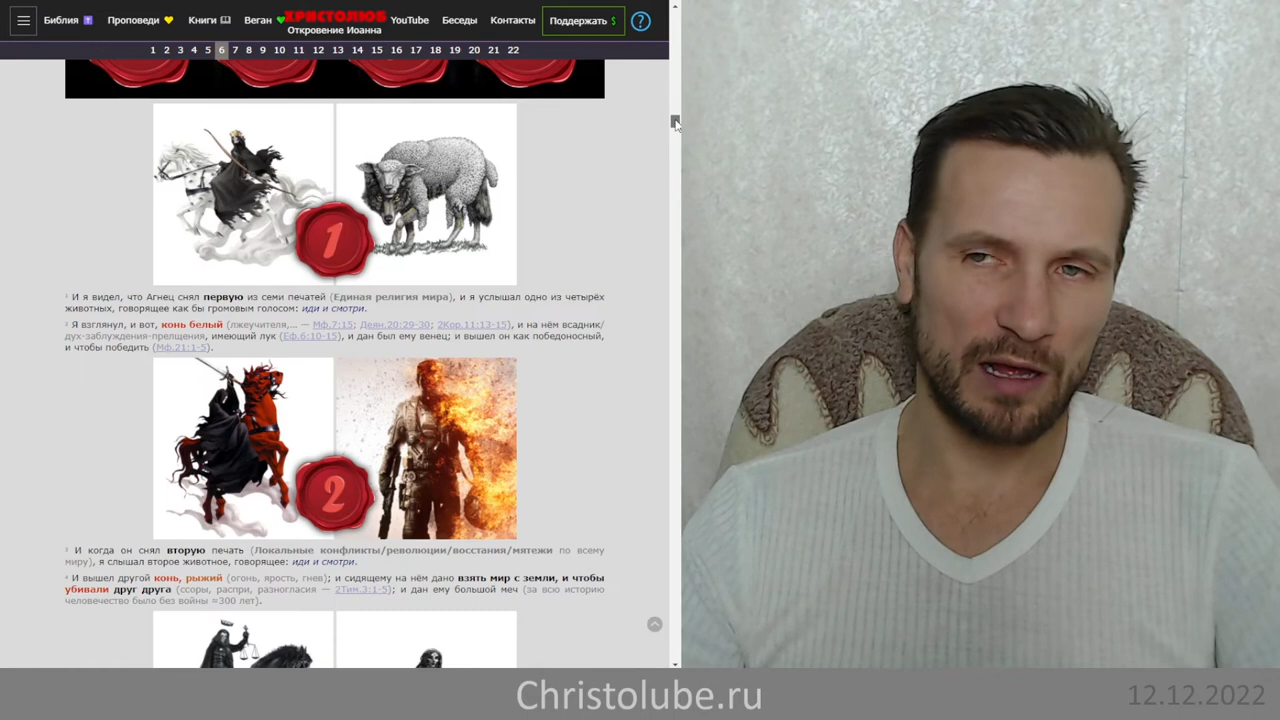 Библия
Проповеди
Книги
Веган
ХРИСТОЛЮБ
YouTube
Беседы
Контакты
Поддержать $
?
Откровение Иоанна
1 2 3 4 5 6 7 8 9 10 11 12 13 14 15 16 17 18 19 20 21 22
1
1 И я видел, что Агнец снял первую из семи печатей (Единая религия мира), и я услышал одно из четырёх
животных, говорящее как бы громовым голосом: иди и смотри.
2 Я взглянул, и вот, конь белый (лжеучителя,... — Мф.7:15; Деян.20:29-30; 2Кор.11:13-15), и на нём всадник/
дух-заблуждения-прелщения, имеющий лук (Еф.6:10-15), и дан был ему венец; и вышел он как победоносный,
и чтобы победить (Мф.21:1-5).
2
3 И когда он снял вторую печать (Локальные конфликты/революции/восстания/мятежи по всему
миру), я слышал второе животное, говорящее: иди и смотри.
4 И вышел другой конь, рыжий (огонь, ярость, гнев); и сидящему на нём дано взять мир с земли, и чтобы
убивали друг друга (ссоры, распри, разногласия — 2Тим.3:1-5); и дан ему большой меч (за всю историю
человечество было без войны ≈300 лет).
Christolube.ru
12.12.2022